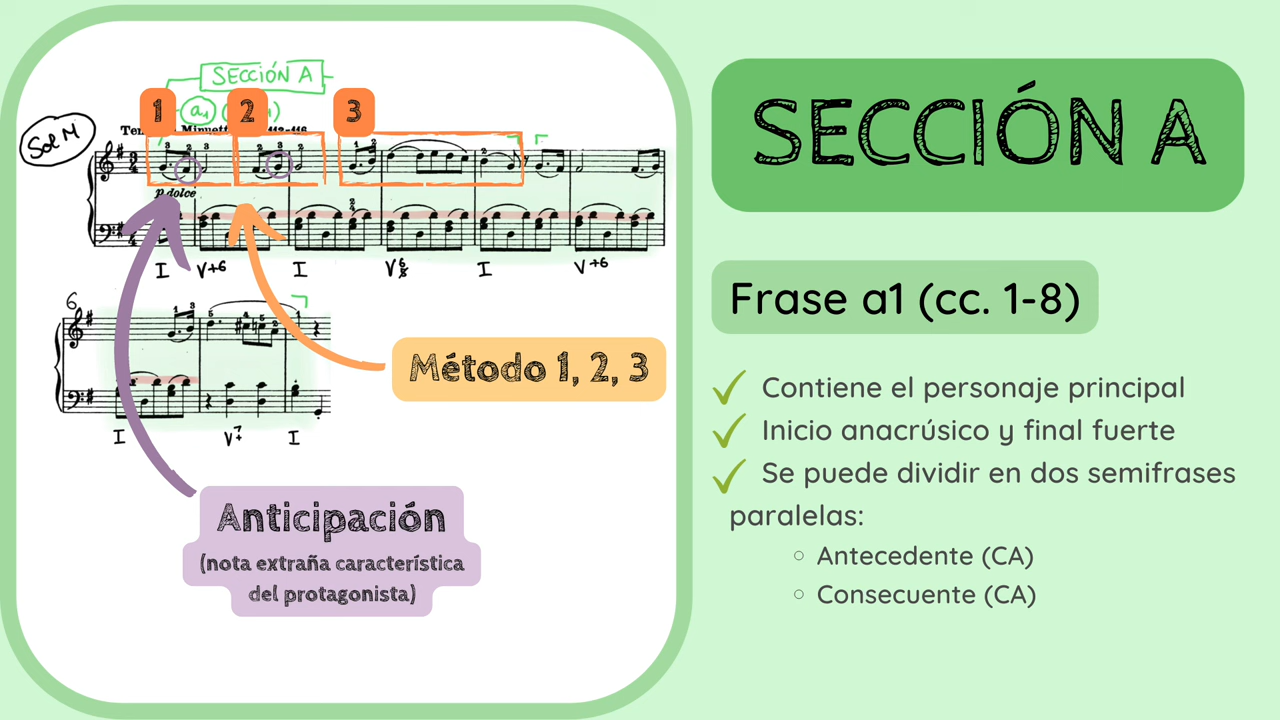 SECCIÓN A
1
2
3
a1
Sol M
p dolce
I V+6 I V6 I V+6
6
I V7+ I
Método 1, 2, 3
Anticipación
(nota extraña característica
del protagonista)
SECCIÓN A
Frase a1 (cc. 1-8)
Contiene el personaje principal
Inicio anacrúsico y final fuerte
Se puede dividir en dos semifrases
paralelas:
Antecedente (CA)
Consecuente (CA)